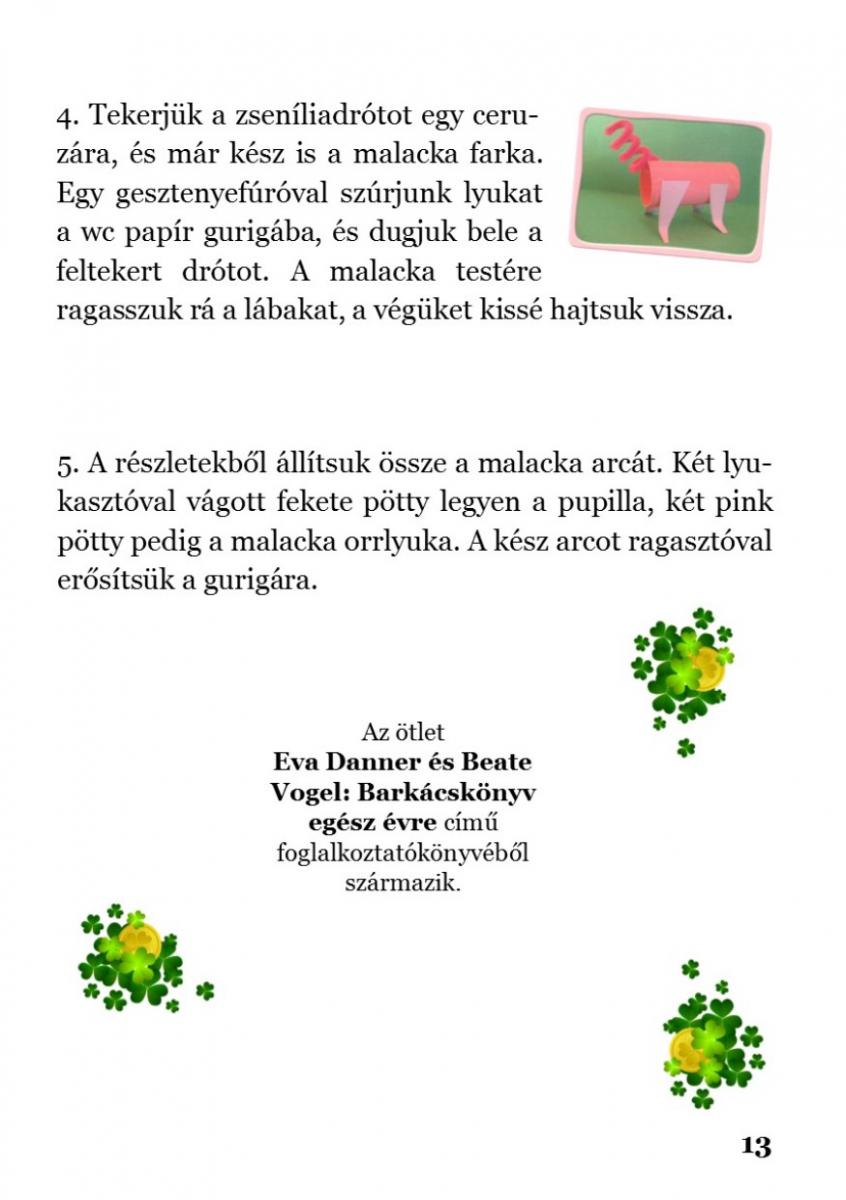 4. Tekerjük a zseníliadrótot egy ceru-
zára, és már kész is a malacka farka.
Egy gesztenyefúróval szúrjunk lyukat
a wc papír gurigába, és dugjuk bele a
feltekert drótot. A malacka testére
ragasszuk rá a lábakat, a végüket kissé hajtsuk vissza.
5. A részletekből állítsuk össze a malacka arcát. Két lyu-
kasztóval vágott fekete pötty legyen a pupilla, két pink
pötty pedig a malacka orrlyuka. A kész arcot ragasztóval
erősítsük a gurigára.
Az ötlet
Eva Danner és Beate
Vogel: Barkácskönyv
egész évre című
foglalkoztatókönyvéből
származik.
13